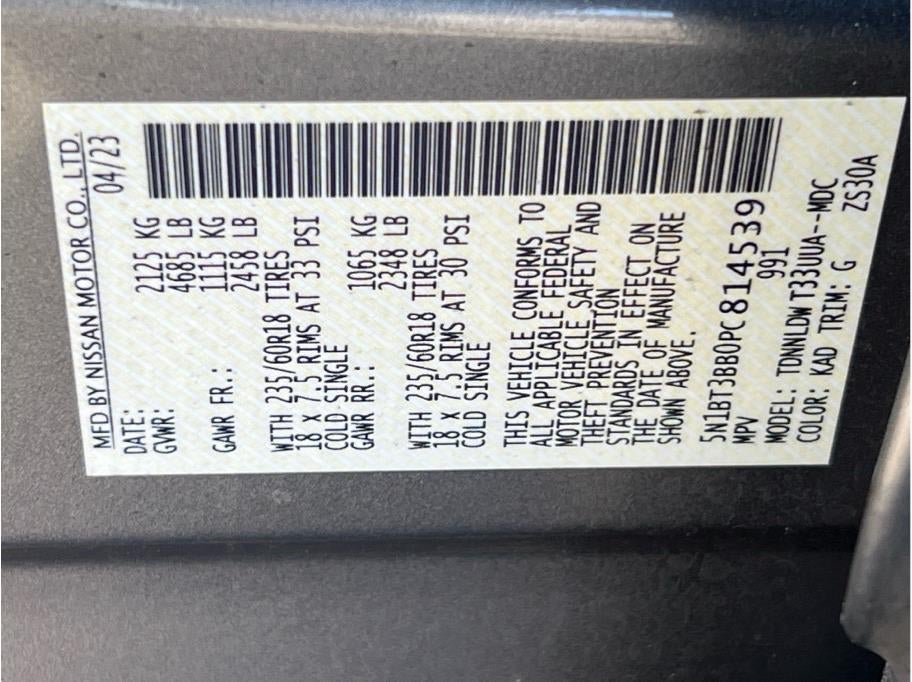 MFD BY NISSAN MOTOR CO., LTD.
DATE: 04/23
GVWR: 2125 KG
4685 LB
GAWR FR.: 1115 KG
2458 LB
WITH 235/60R18 TIRES
18 X 7.5 RIMS AT 33 PSI
COLD SINGLE
GAWR RR.: 1065 KG
2348 LB
WITH 235/60R18 TIRES
18 X 7.5 RIMS AT 30 PSI
COLD SINGLE
THIS VEHICLE CONFORMS TO
ALL APPLICABLE FEDERAL
MOTOR VEHICLE SAFETY AND
THEFT PREVENTION
STANDARDS IN EFFECT ON
THE DATE OF MANUFACTURE
SHOWN ABOVE.
5N1BT3BB0PC814539
MPV 991
MODEL: TDNNLDW T33UUA--MDC
COLOR: KAD TRIM: G ZS30A